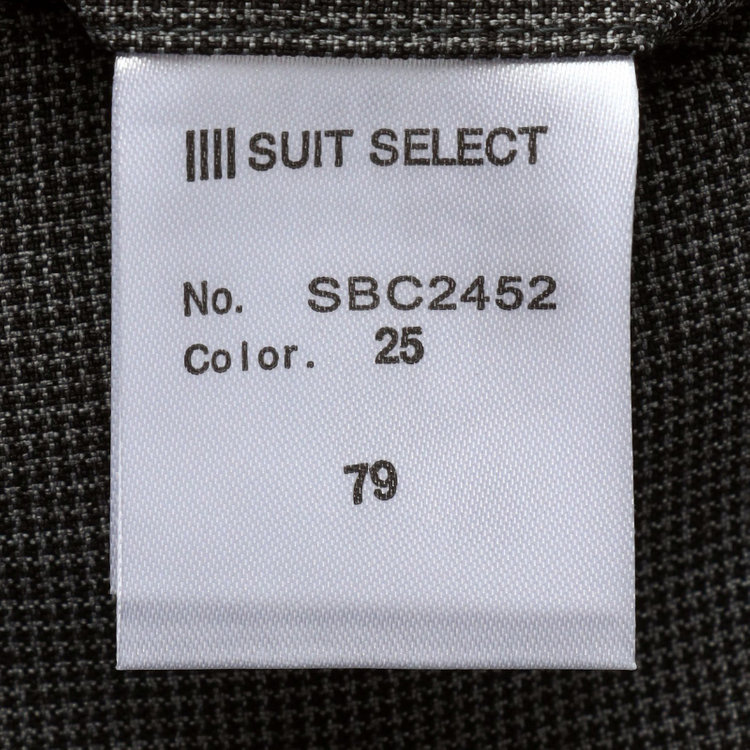 SUIT SELECT
No. SBC2452
Color. 25
79